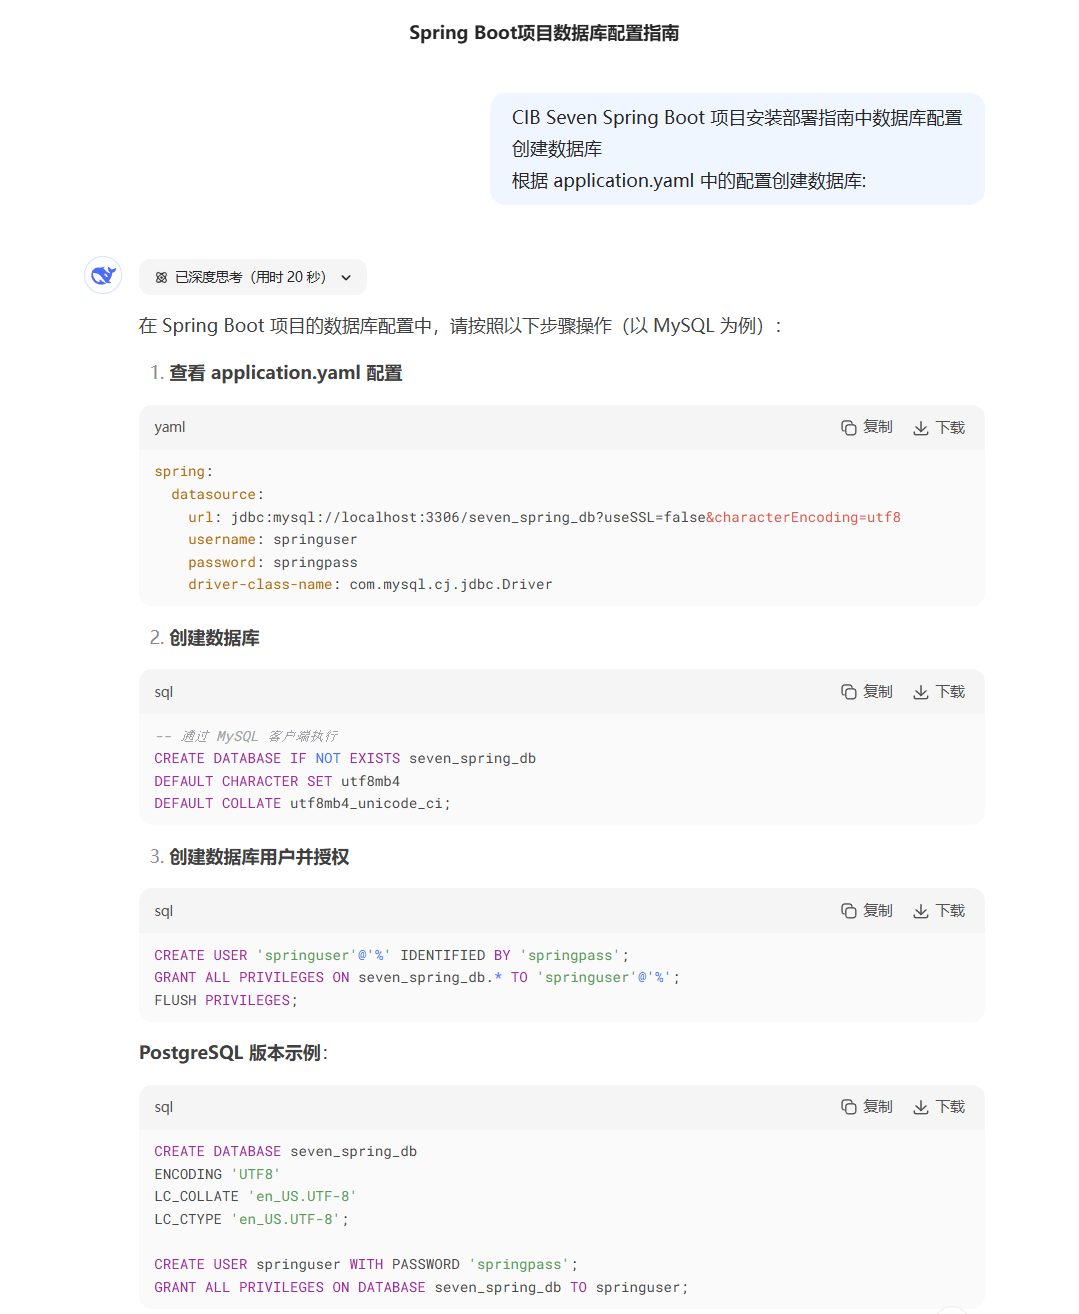 Spring Boot项目数据库配置指南
CIB Seven Spring Boot 项目安装部署指南中数据库配置
创建数据库
根据 application.yaml 中的配置创建数据库:
已深度思考（用时 20 秒）
在 Spring Boot 项目的数据库配置中，请按照以下步骤操作（以 MySQL 为例）：
1. 查看 application.yaml 配置
yaml 复制 下载
spring:
  datasource:
    url: jdbc:mysql://localhost:3306/seven_spring_db?useSSL=false&characterEncoding=utf8
    username: springuser
    password: springpass
    driver-class-name: com.mysql.cj.jdbc.Driver
2. 创建数据库
sql 复制 下载
-- 通过 MySQL 客户端执行
CREATE DATABASE IF NOT EXISTS seven_spring_db
DEFAULT CHARACTER SET utf8mb4
DEFAULT COLLATE utf8mb4_unicode_ci;
3. 创建数据库用户并授权
sql 复制 下载
CREATE USER 'springuser'@'%' IDENTIFIED BY 'springpass';
GRANT ALL PRIVILEGES ON seven_spring_db.* TO 'springuser'@'%';
FLUSH PRIVILEGES;
PostgreSQL 版本示例：
sql 复制 下载
CREATE DATABASE seven_spring_db
ENCODING 'UTF8'
LC_COLLATE 'en_US.UTF-8'
LC_CTYPE 'en_US.UTF-8';
CREATE USER springuser WITH PASSWORD 'springpass';
GRANT ALL PRIVILEGES ON DATABASE seven_spring_db TO springuser;